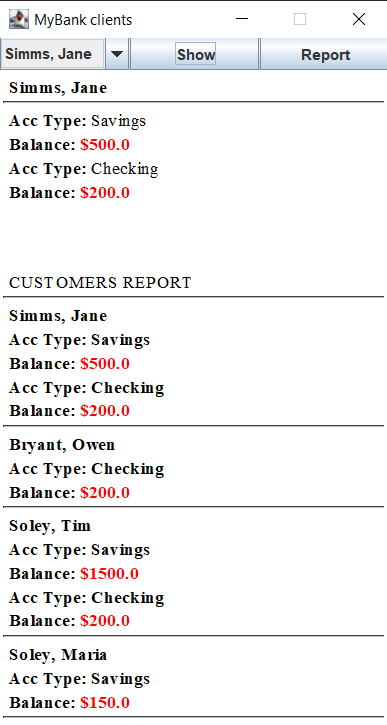 MyBank clients
Simms, Jane Show Report
Simms, Jane
Acc Type: Savings
Balance: $500.0
Acc Type: Checking
Balance: $200.0
CUSTOMERS REPORT
Simms, Jane
Acc Type: Savings
Balance: $500.0
Acc Type: Checking
Balance: $200.0
Bryant, Owen
Acc Type: Checking
Balance: $200.0
Soley, Tim
Acc Type: Savings
Balance: $1500.0
Acc Type: Checking
Balance: $200.0
Soley, Maria
Acc Type: Savings
Balance: $150.0